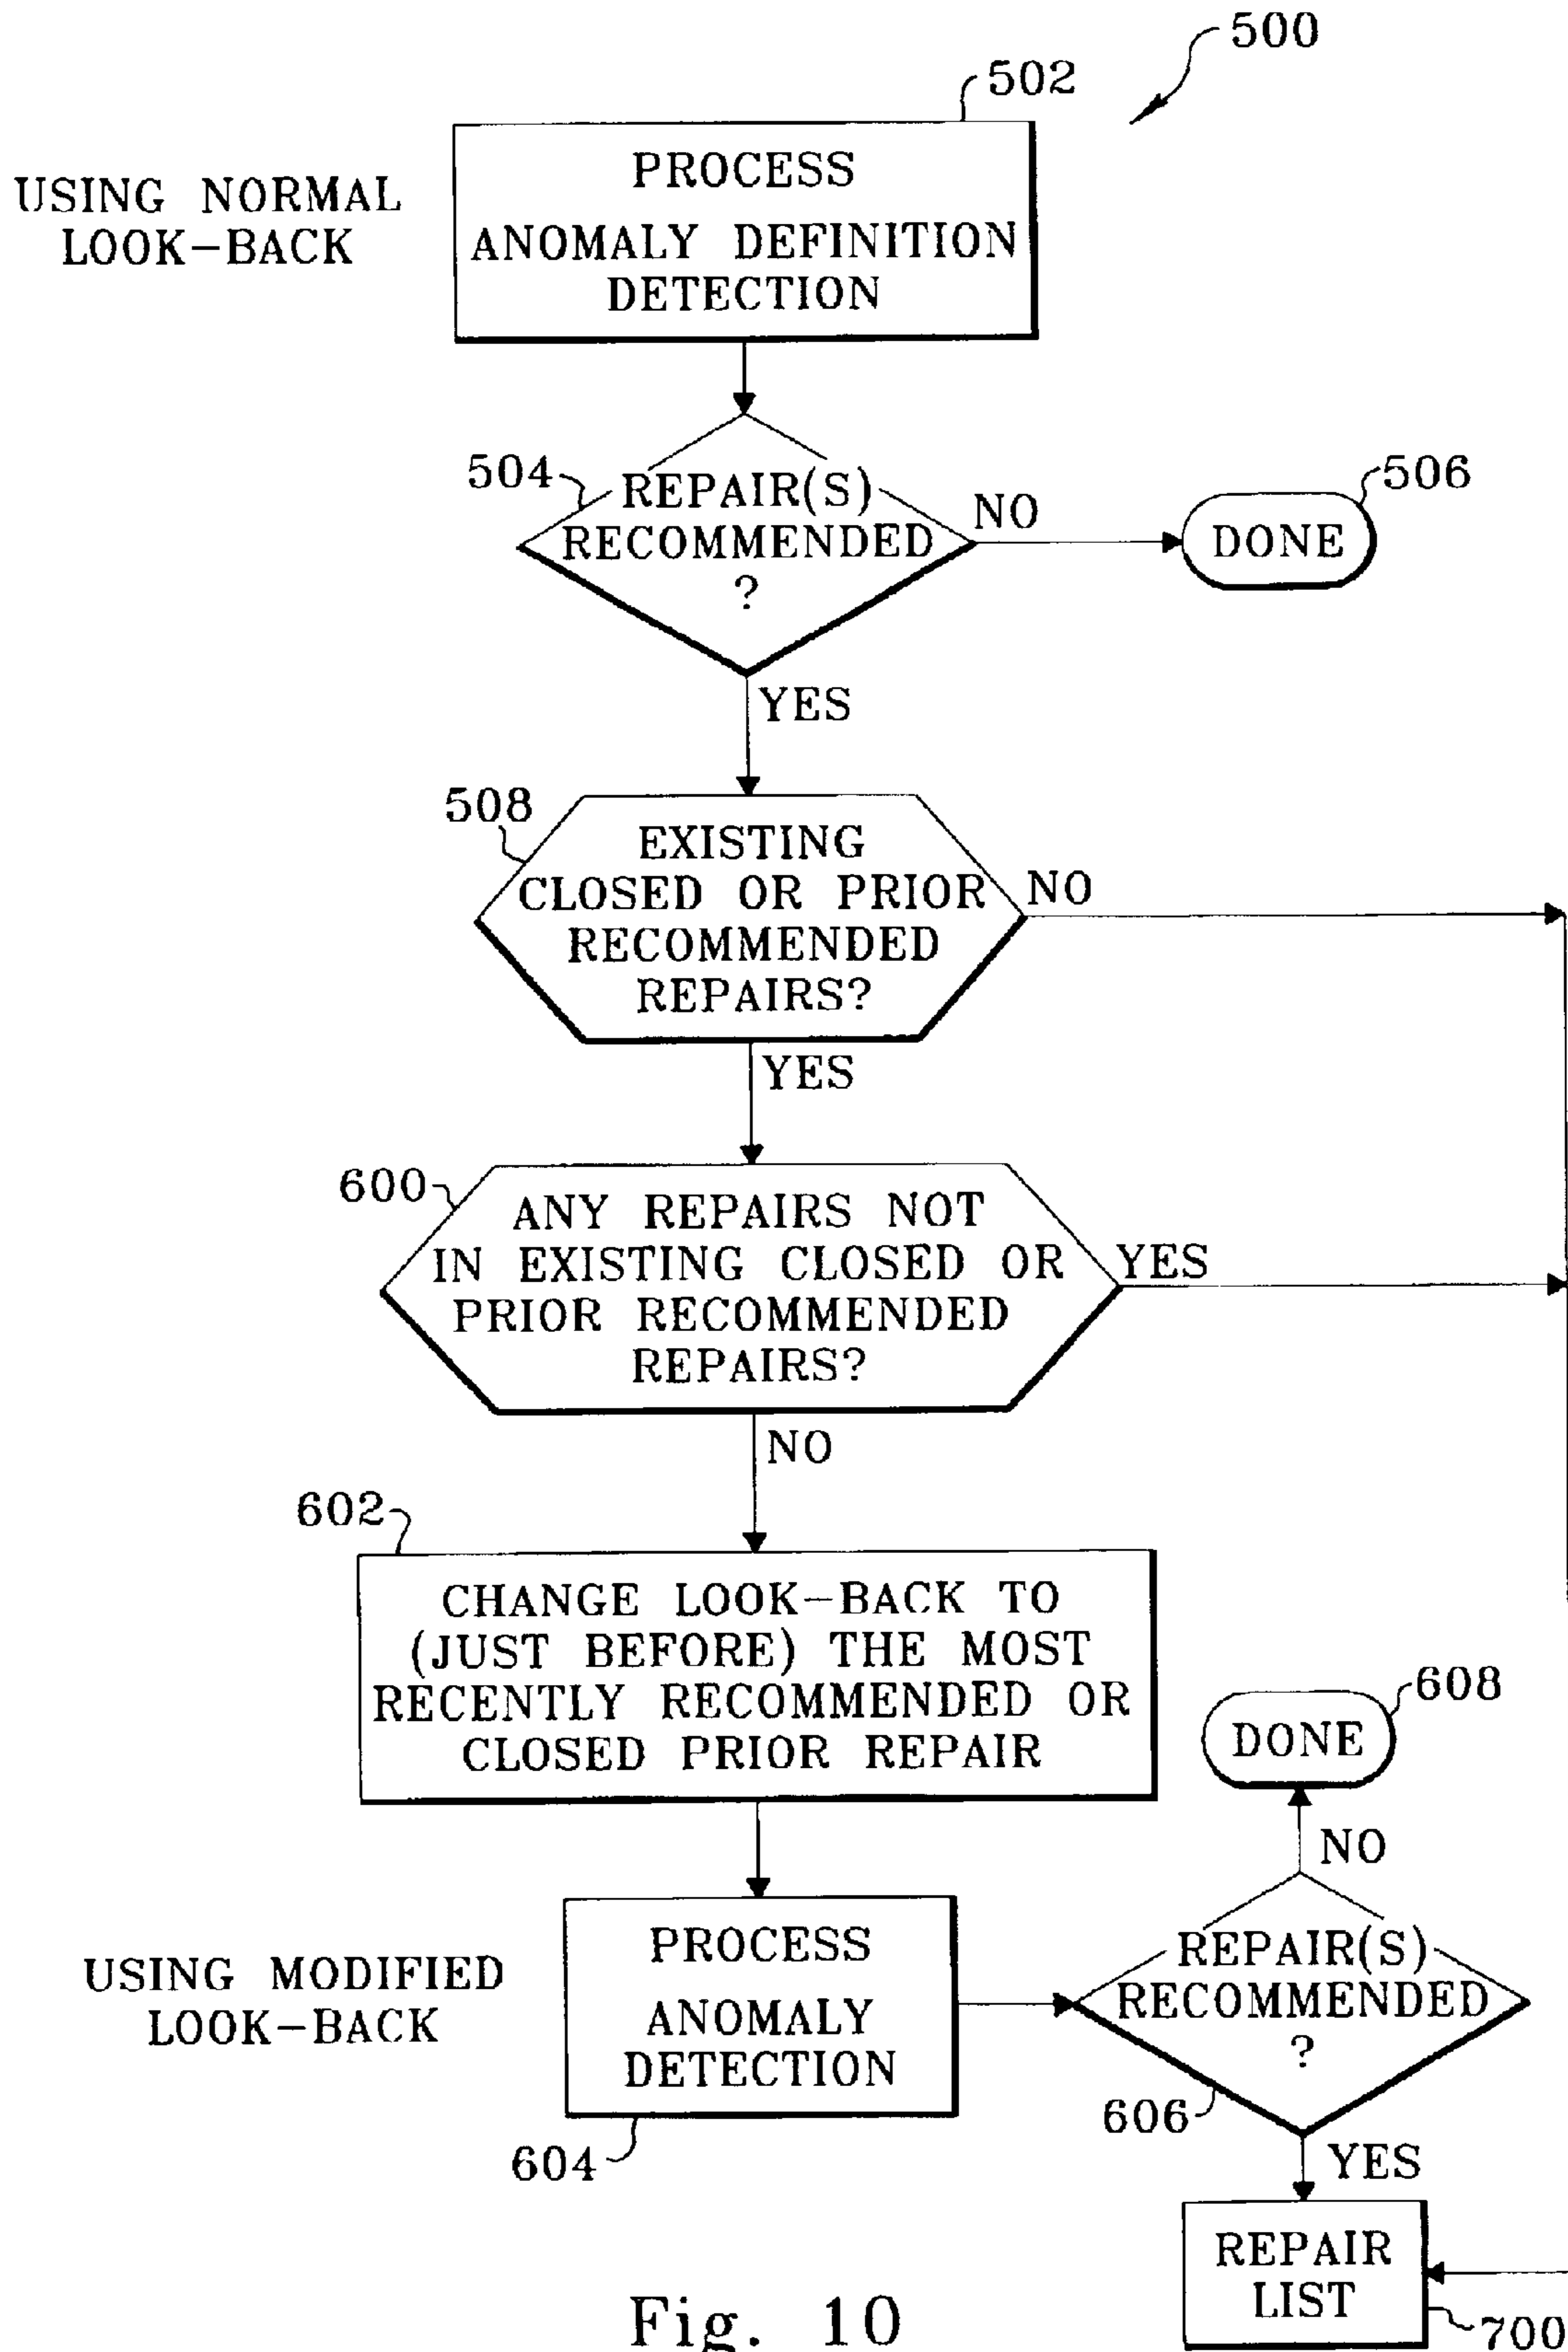 500
502
USING NORMAL
LOOK-BACK
PROCESS
ANOMALY DEFINITION
DETECTION
504
REPAIR(S)
RECOMMENDED
?
NO
506
DONE
YES
508
EXISTING
CLOSED OR PRIOR
RECOMMENDED
REPAIRS?
NO
YES
600
ANY REPAIRS NOT
IN EXISTING CLOSED OR
PRIOR RECOMMENDED
REPAIRS?
YES
NO
602
CHANGE LOOK-BACK TO
(JUST BEFORE) THE MOST
RECENTLY RECOMMENDED OR
CLOSED PRIOR REPAIR
608
DONE
NO
USING MODIFIED
LOOK-BACK
PROCESS
ANOMALY
DETECTION
604
REPAIR(S)
RECOMMENDED
?
606
YES
REPAIR
LIST
700
Fig. 10